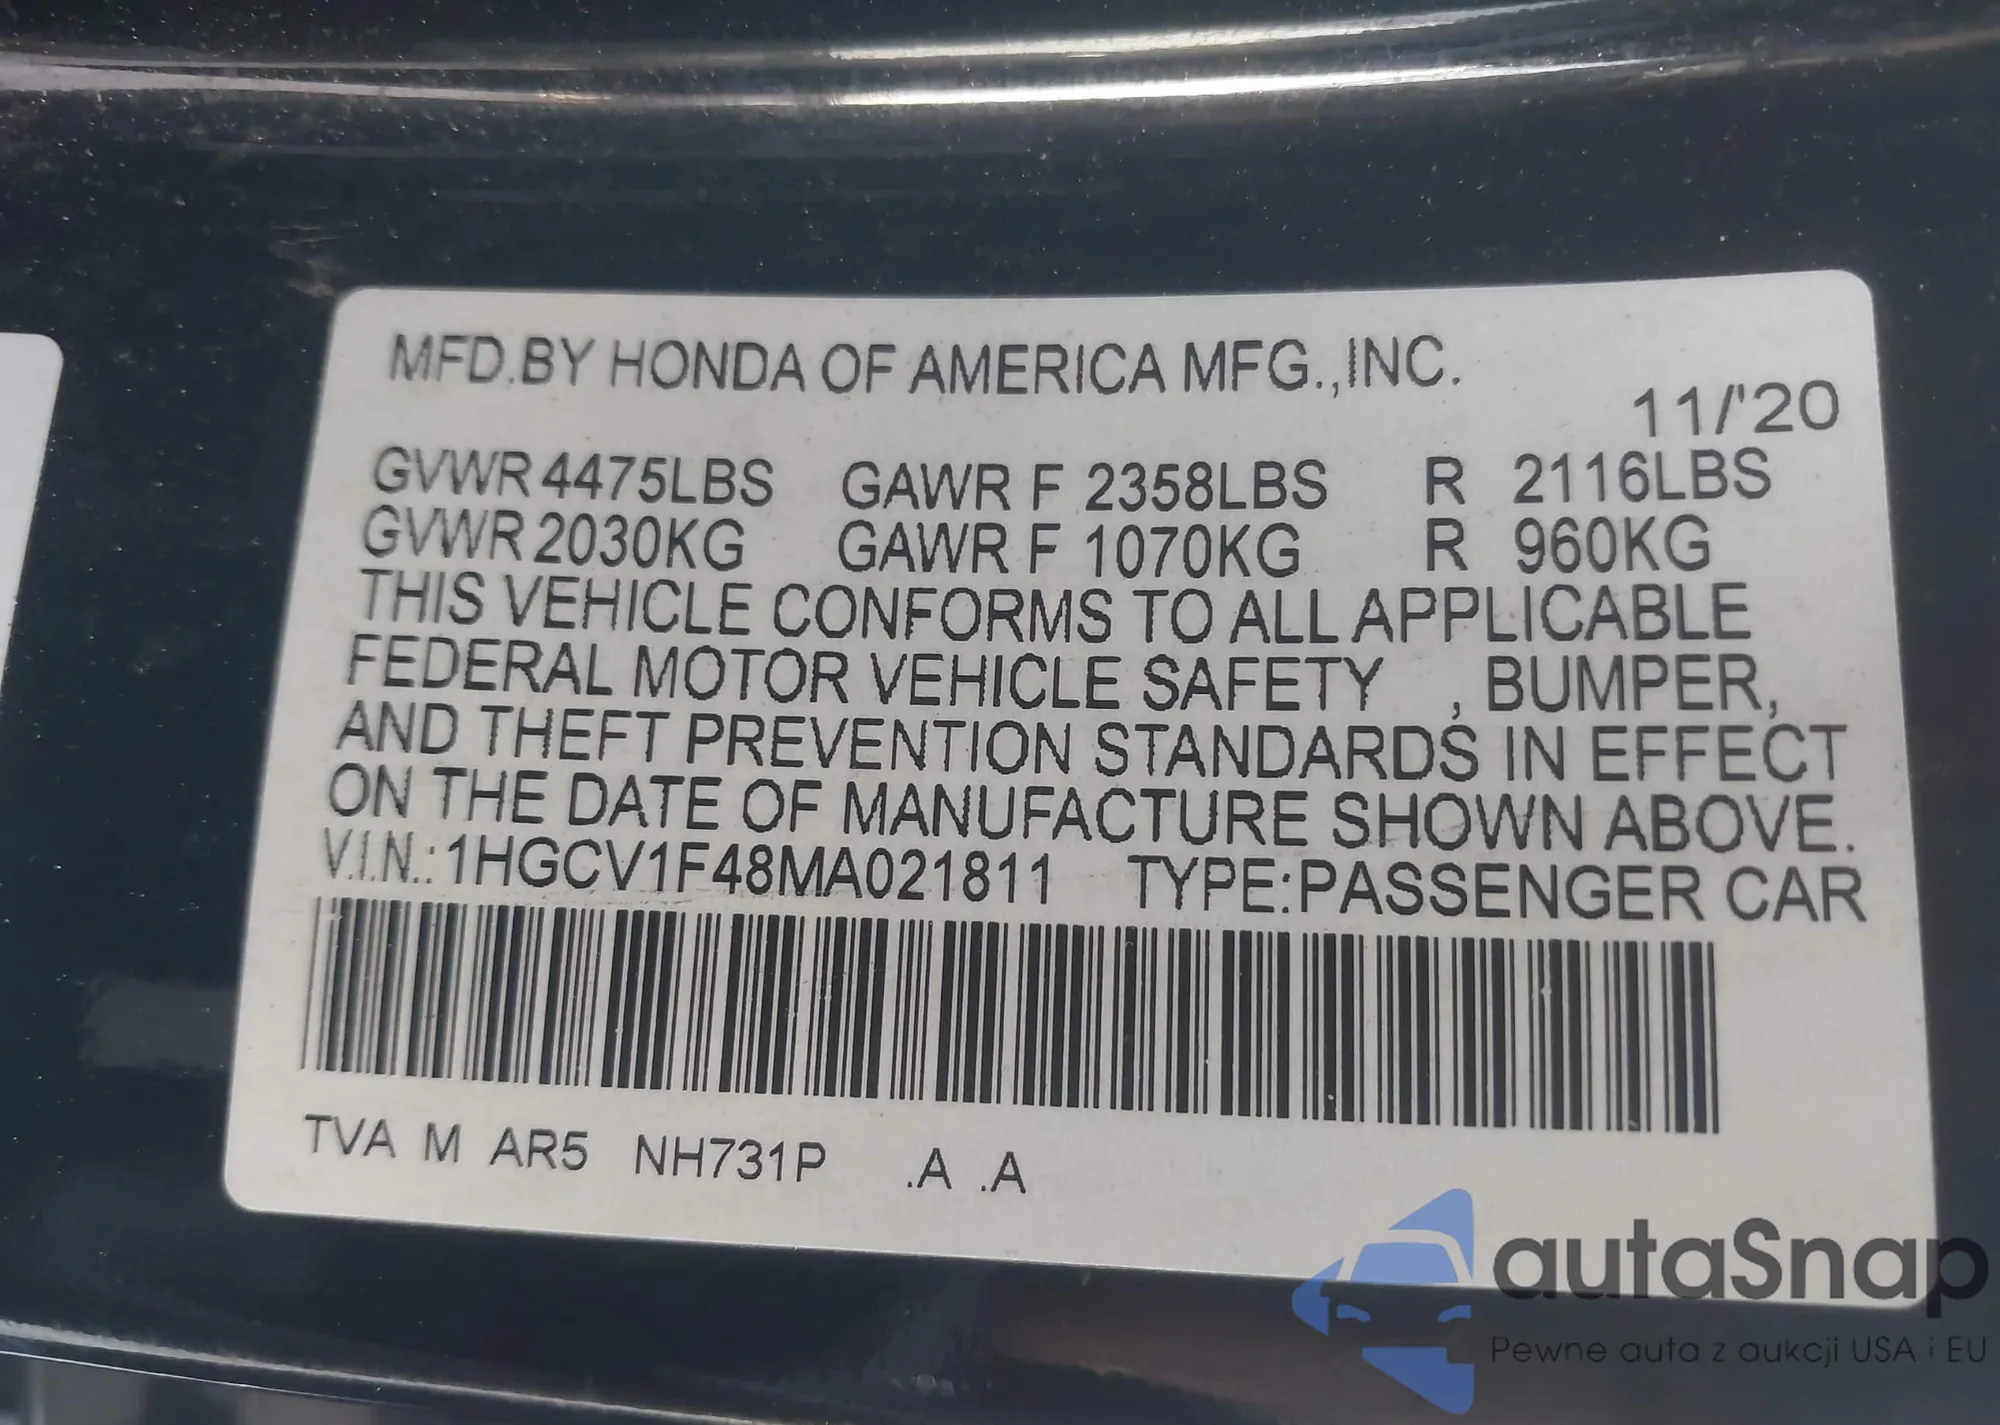 MFD.BY HONDA OF AMERICA MFG.,INC.
11/'20
GVWR 4475LBS GAWR F 2358LBS R 2116LBS
GVWR 2030KG GAWR F 1070KG R 960KG
THIS VEHICLE CONFORMS TO ALL APPLICABLE
FEDERAL MOTOR VEHICLE SAFETY , BUMPER,
AND THEFT PREVENTION STANDARDS IN EFFECT
ON THE DATE OF MANUFACTURE SHOWN ABOVE.
V.I.N.: 1HGCV1F48MA021811 TYPE:PASSENGER CAR
TVA M AR5 NH731P .A .A
autaSnap
Pewne auta z aukcji USA i EU